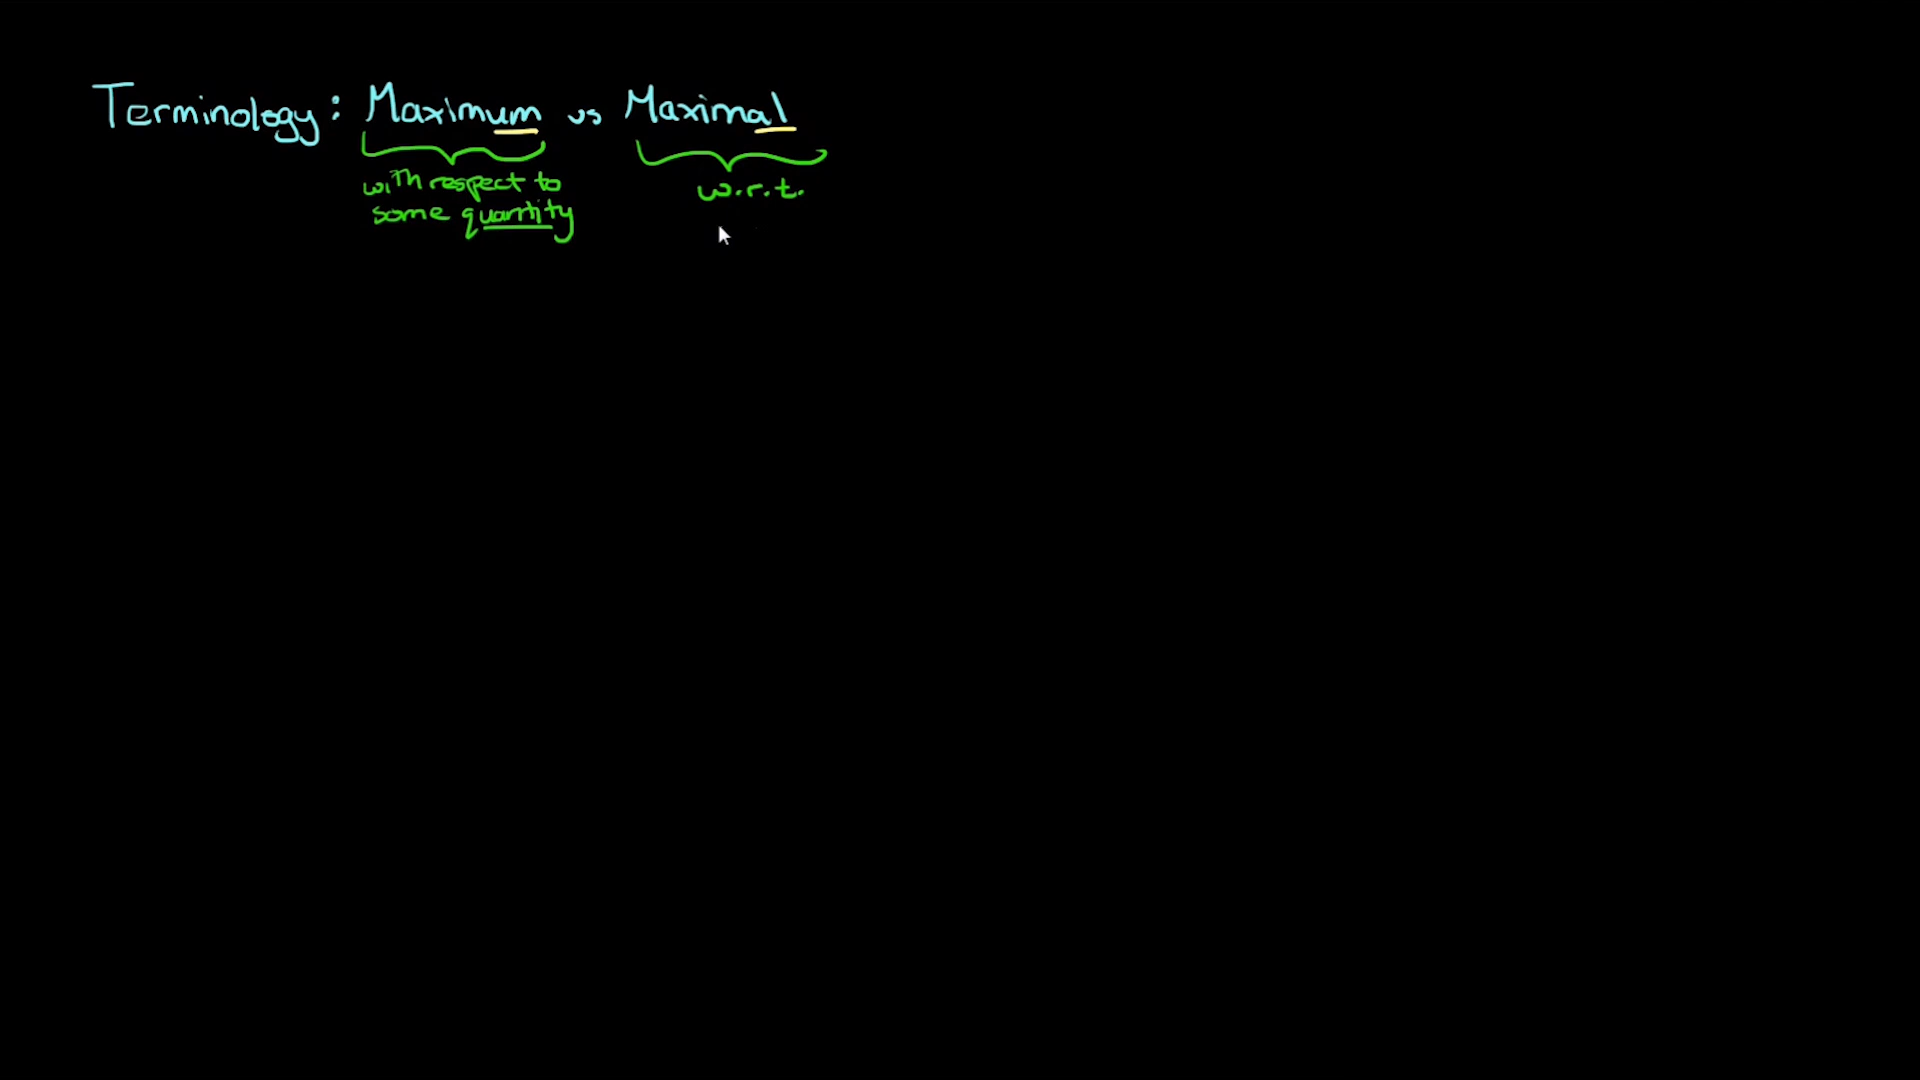 Terminology: Maximum vs Maximal
with respect to
some quantity
w.r.t.